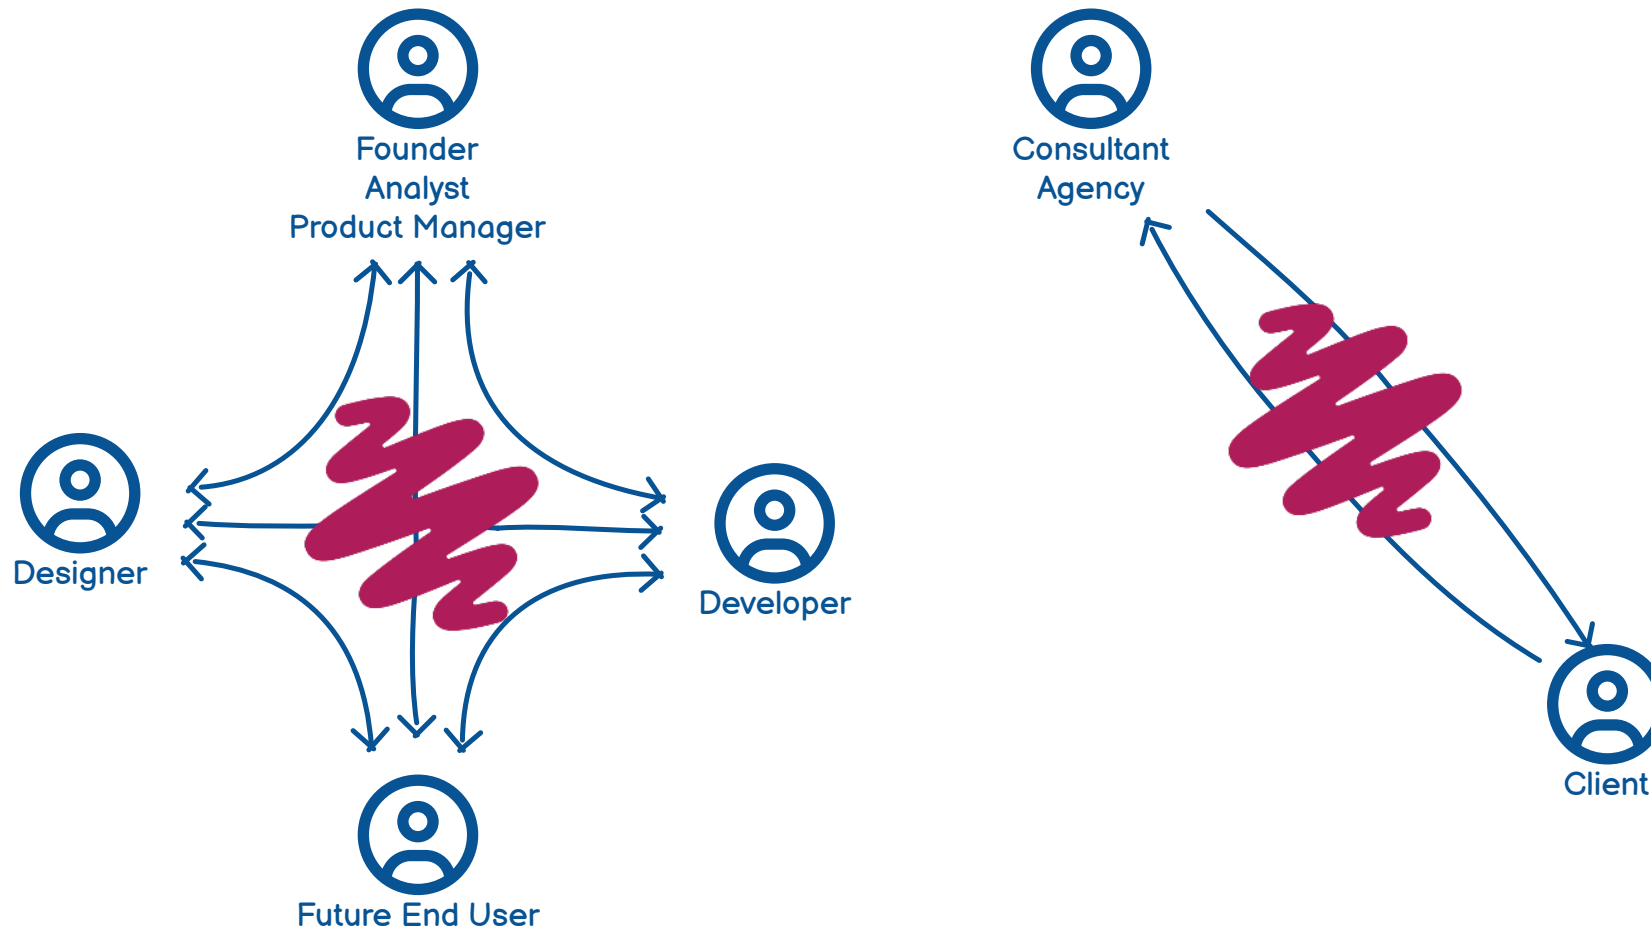 Founder
Analyst
Product Manager
Consultant
Agency
Designer
Developer
Client
Future End User